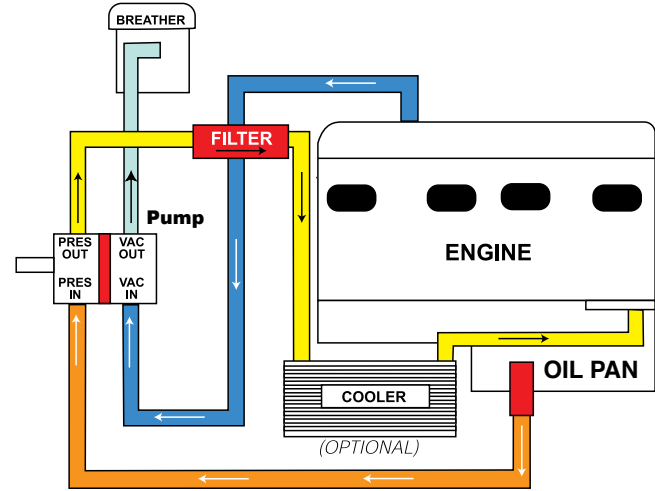 BREATHER
FILTER
Pump
PRES
OUT
VAC
OUT
PRES
IN
VAC
IN
ENGINE
OIL PAN
COOLER
(OPTIONAL)